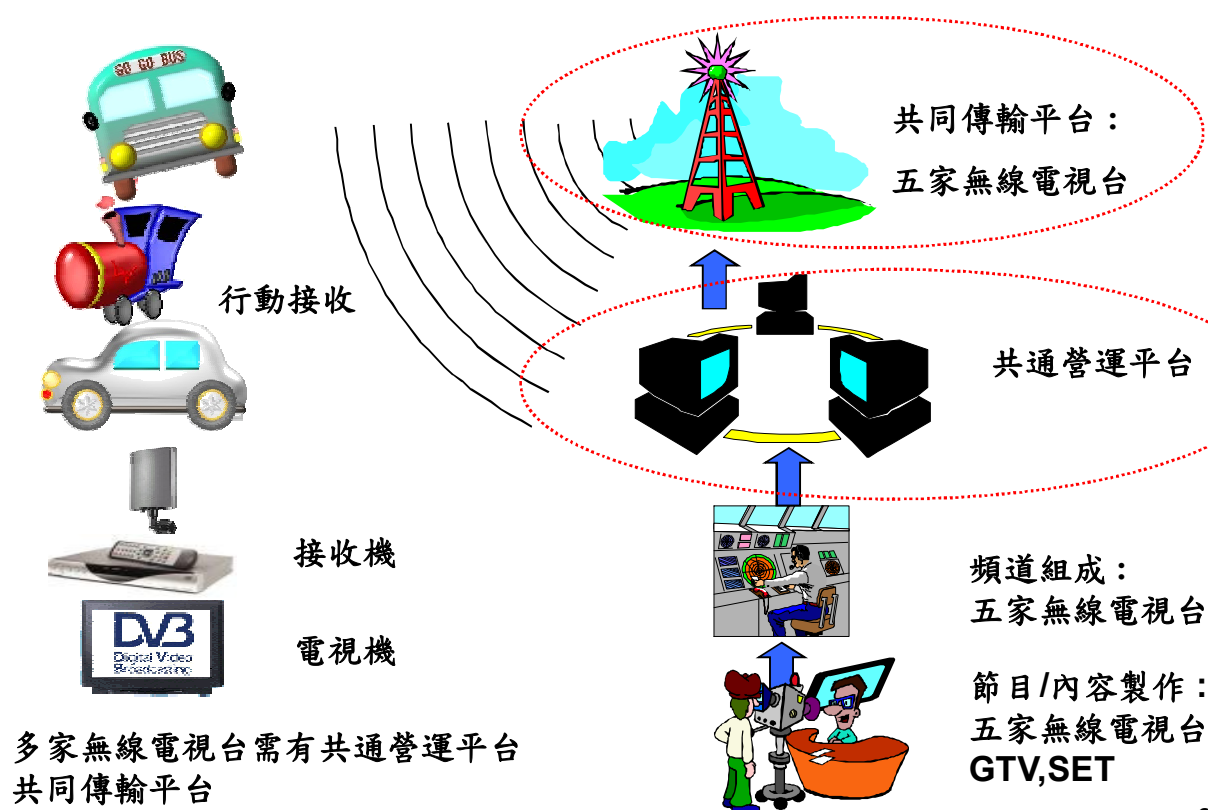 GO GO BUS
共同傳輸平台：
五家無線電視台
行動接收
共通營運平台
接收機
頻道組成：
五家無線電視台
DVB
Digital Video
Broadcasting
電視機
節目/內容製作：
五家無線電視台
GTV,SET
多家無線電視台需有共通營運平台
共同傳輸平台